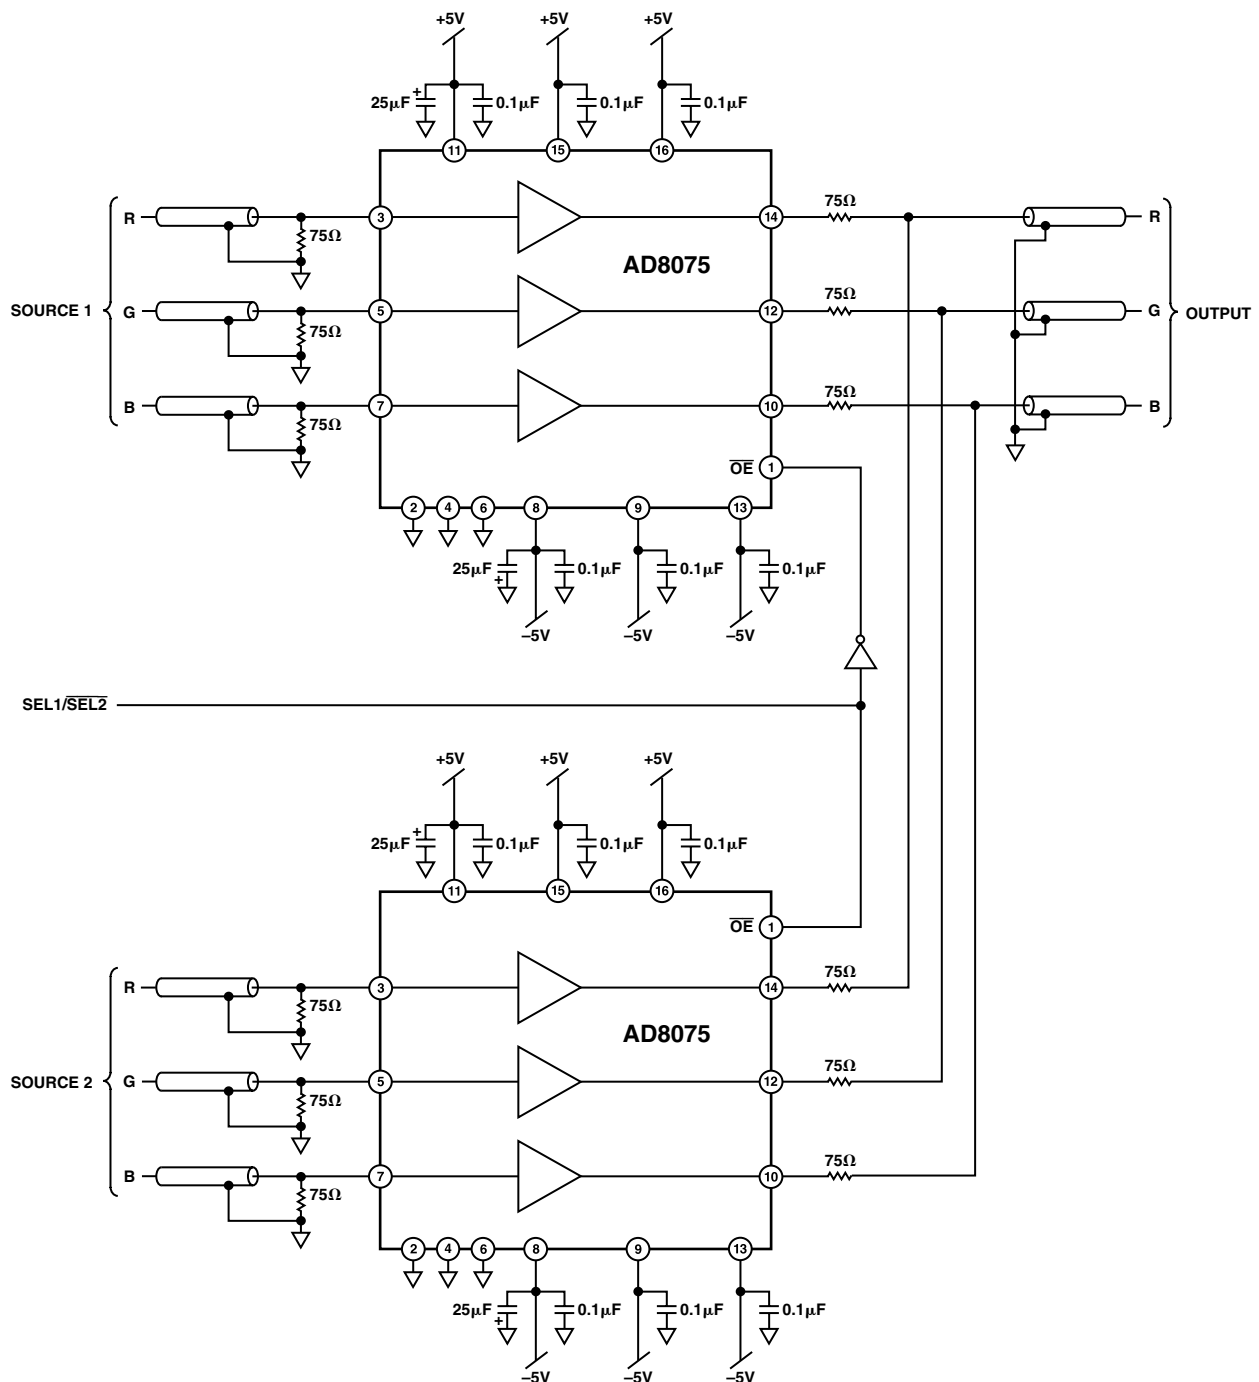 +5V +5V +5V
25µF + 0.1µF 0.1µF 0.1µF
11 15 16
R 75Ω 3 14 75Ω R
AD8075
SOURCE 1 G 75Ω 5 12 75Ω G OUTPUT
B 75Ω 7 10 75Ω B
OE 1
2 4 6 8 9 13
25µF + 0.1µF 0.1µF 0.1µF
–5V –5V –5V
SEL1/SEL2
+5V +5V +5V
25µF + 0.1µF 0.1µF 0.1µF
11 15 16
OE 1
R 75Ω 3 14 75Ω
AD8075
SOURCE 2 G 75Ω 5 12 75Ω
B 75Ω 7 10 75Ω
2 4 6 8 9 13
25µF + 0.1µF 0.1µF 0.1µF
–5V –5V –5V